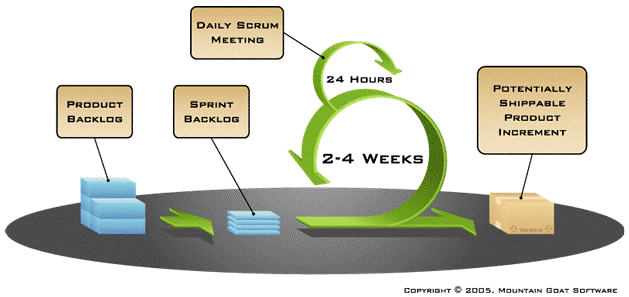 DAILY SCRUM
MEETING
24 HOURS
PRODUCT
BACKLOG
SPRINT
BACKLOG
POTENTIALLY
SHIPPABLE
PRODUCT
INCREMENT
2-4 WEEKS
COPYRIGHT © 2005, MOUNTAIN GOAT SOFTWARE